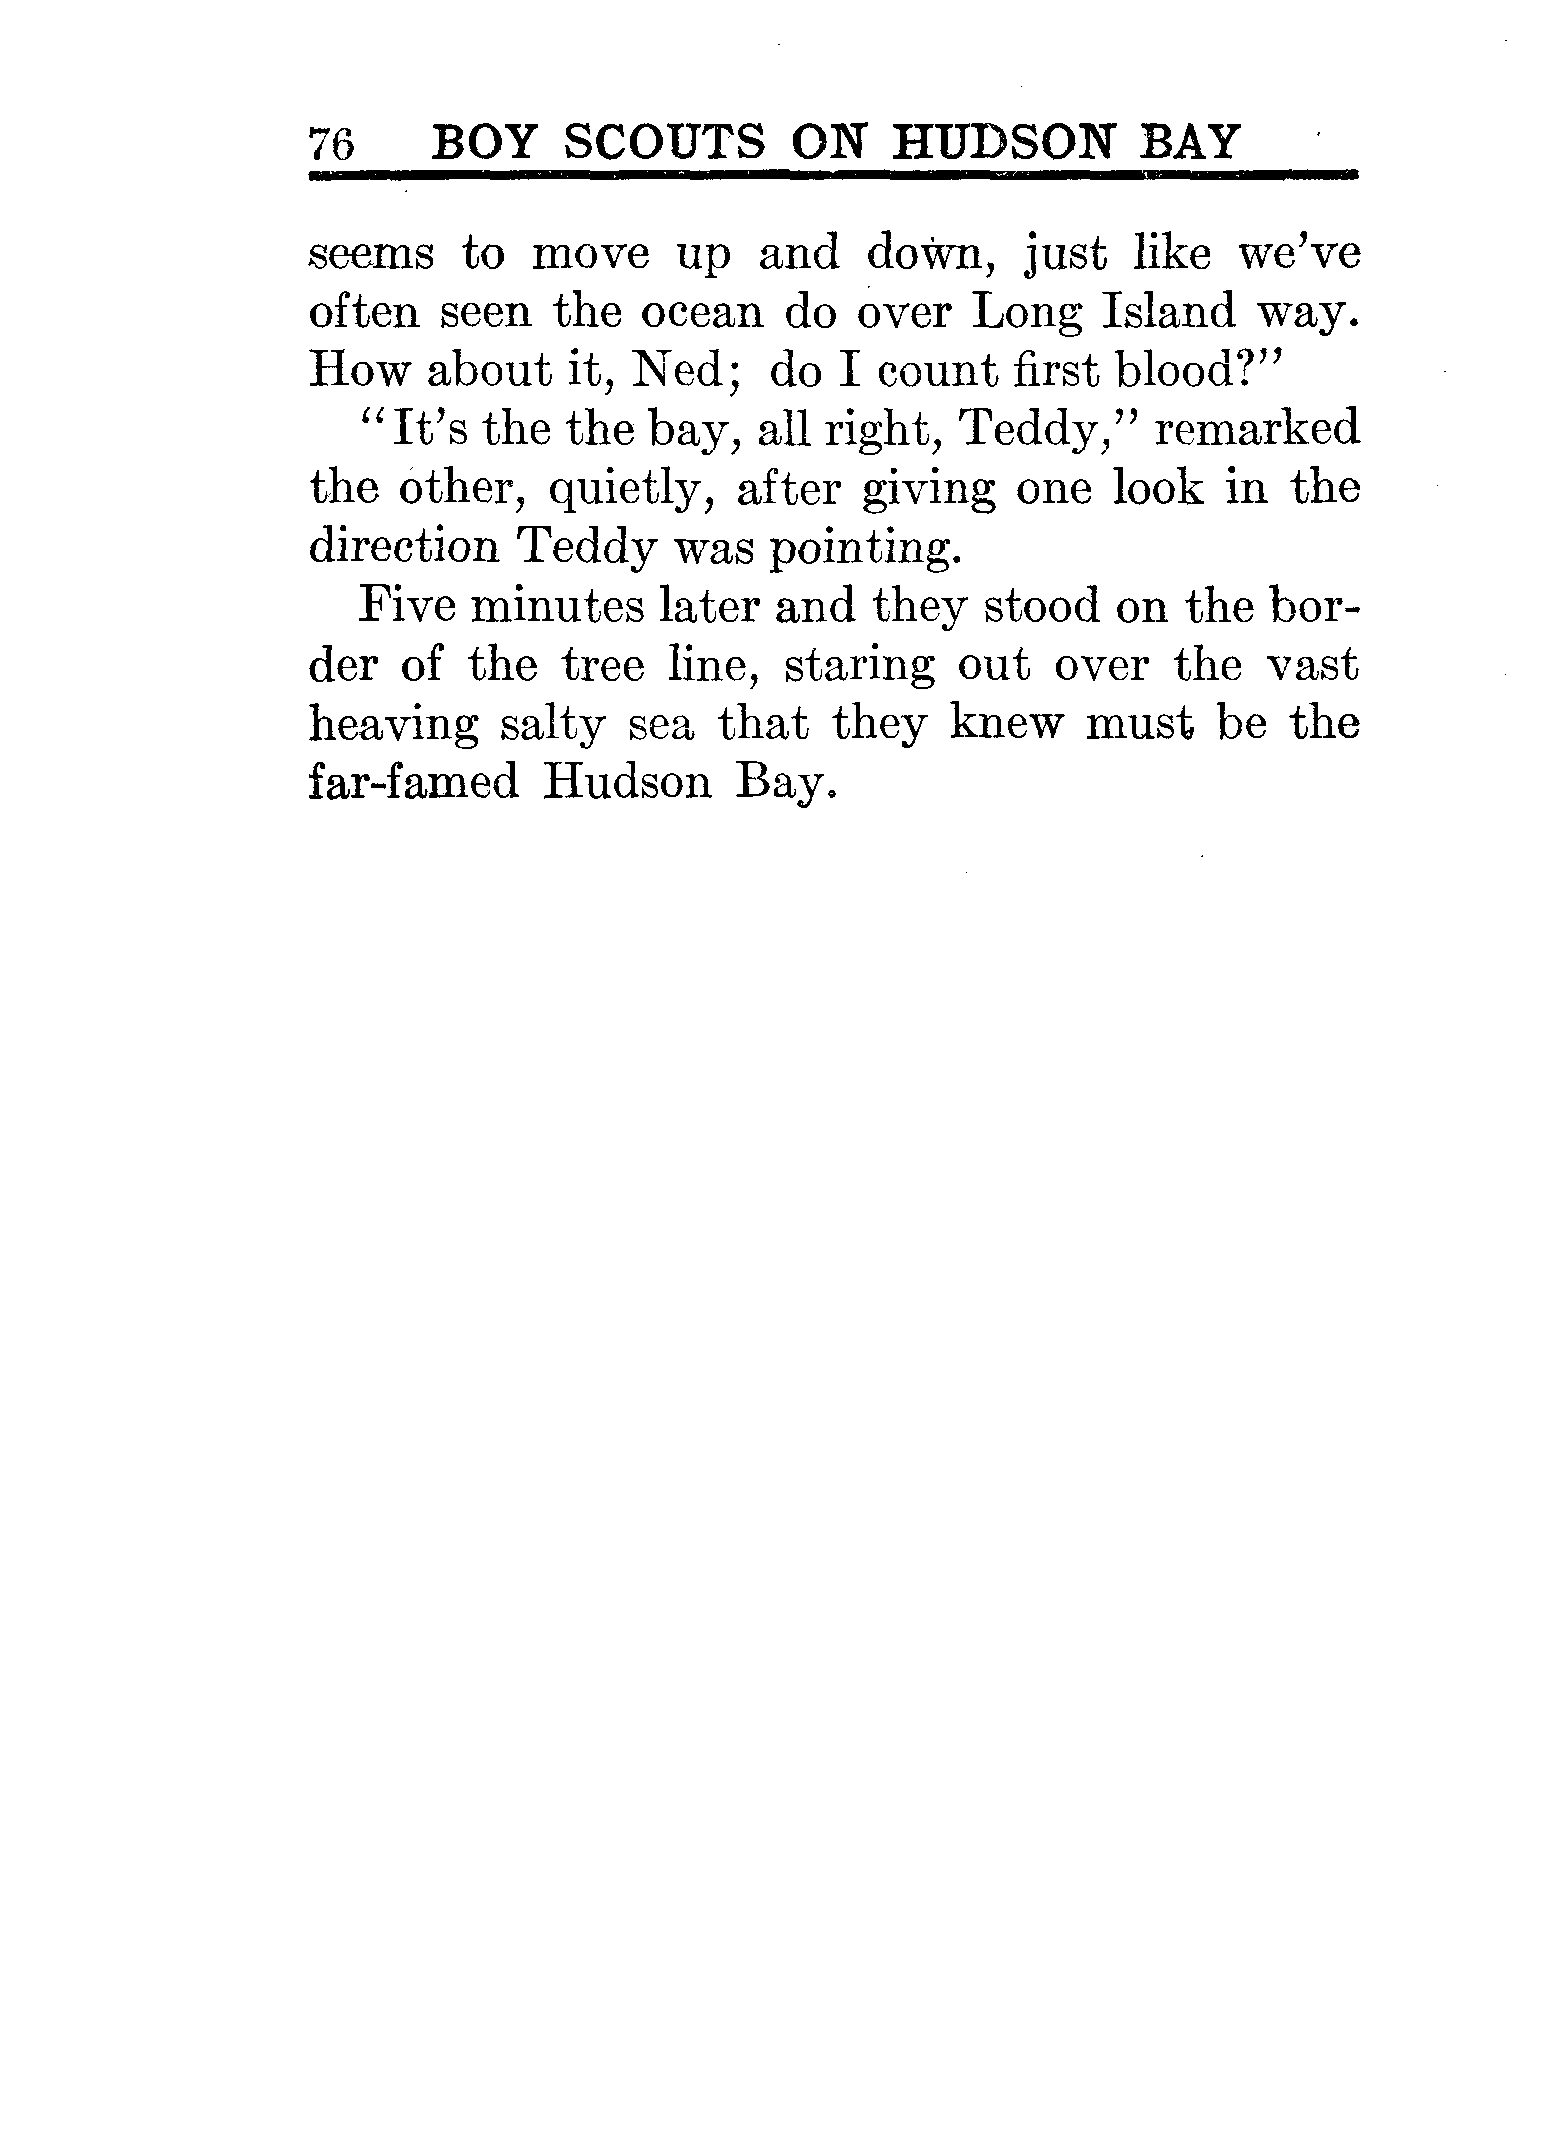 76 BOY SCOUTS ON HUDSON BAY
seems to move up and down, just like we've
often seen the ocean do over Long Island way.
How about it, Ned; do I count first blood?"
"It's the the bay, all right, Teddy," remarked
the other, quietly, after giving one look in the
direction Teddy was pointing.
Five minutes later and they stood on the bor-
der of the tree line, staring out over the vast
heaving salty sea that they knew must be the
far-famed Hudson Bay.